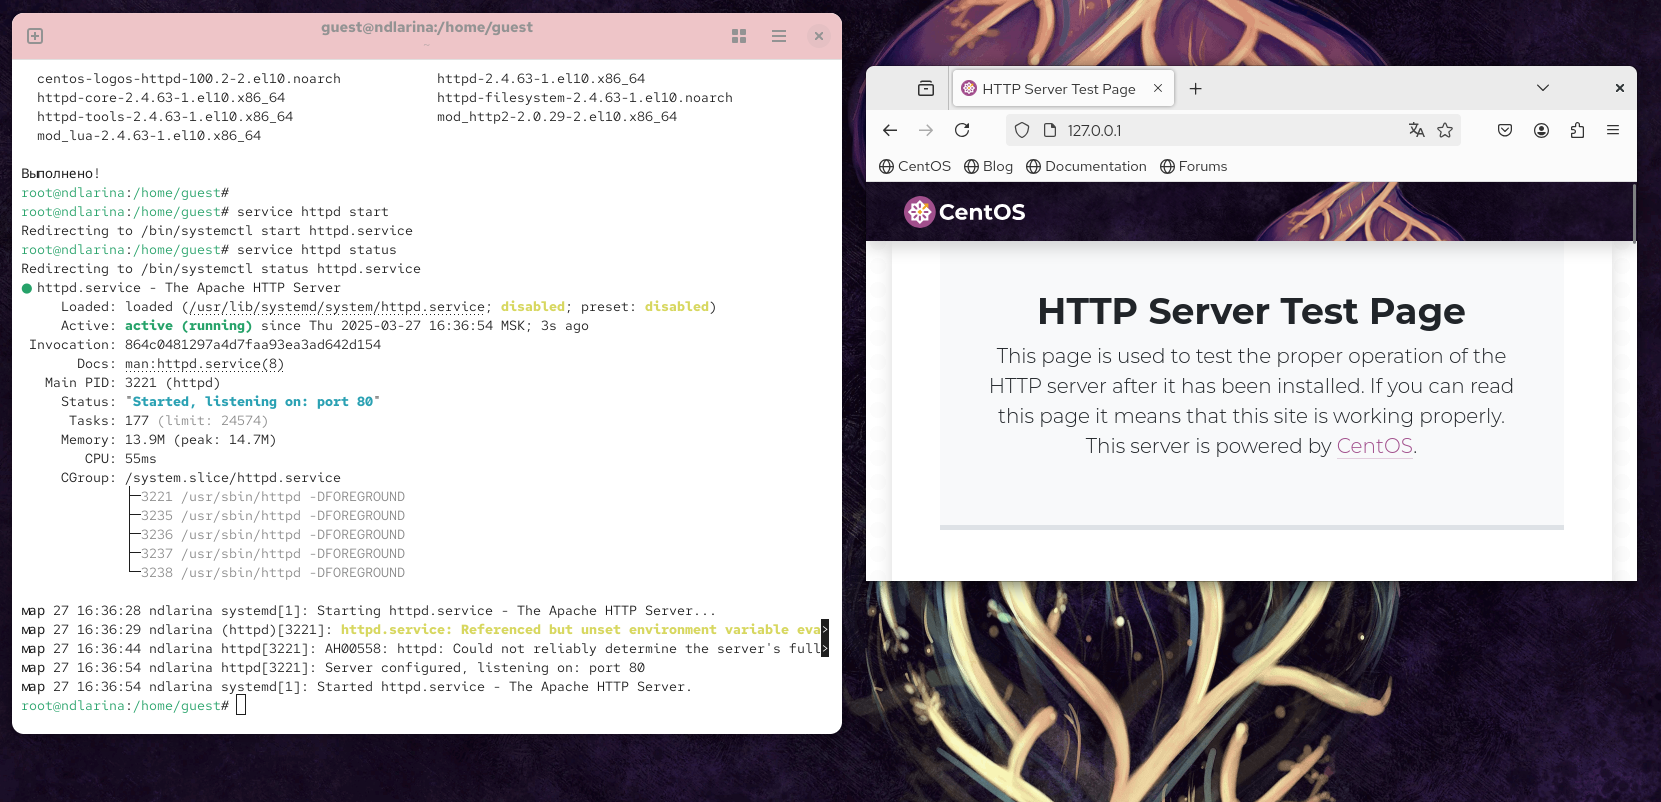 guest@ndlarina:/home/guest
~
centos-logos-httpd-100.2-2.el10.noarch httpd-2.4.63-1.el10.x86_64
httpd-core-2.4.63-1.el10.x86_64 httpd-filesystem-2.4.63-1.el10.noarch
httpd-tools-2.4.63-1.el10.x86_64 mod_http2-2.0.29-2.el10.x86_64
mod_lua-2.4.63-1.el10.x86_64
Выполнено!
root@ndlarina:/home/guest#
root@ndlarina:/home/guest# service httpd start
Redirecting to /bin/systemctl start httpd.service
root@ndlarina:/home/guest# service httpd status
Redirecting to /bin/systemctl status httpd.service
● httpd.service - The Apache HTTP Server
Loaded: loaded (/usr/lib/systemd/system/httpd.service; disabled; preset: disabled)
Active: active (running) since Thu 2025-03-27 16:36:54 MSK; 3s ago
Invocation: 864c0481297a4d7faa93ea3ad642d154
Docs: man:httpd.service(8)
Main PID: 3221 (httpd)
Status: "Started, listening on: port 80"
Tasks: 177 (limit: 24574)
Memory: 13.9M (peak: 14.7M)
CPU: 55ms
CGroup: /system.slice/httpd.service
├─3221 /usr/sbin/httpd -DFOREGROUND
├─3235 /usr/sbin/httpd -DFOREGROUND
├─3236 /usr/sbin/httpd -DFOREGROUND
├─3237 /usr/sbin/httpd -DFOREGROUND
└─3238 /usr/sbin/httpd -DFOREGROUND
мар 27 16:36:28 ndlarina systemd[1]: Starting httpd.service - The Apache HTTP Server...
мар 27 16:36:29 ndlarina (httpd)[3221]: httpd.service: Referenced but unset environment variable eva>
мар 27 16:36:44 ndlarina httpd[3221]: AH00558: httpd: Could not reliably determine the server's full>
мар 27 16:36:54 ndlarina httpd[3221]: Server configured, listening on: port 80
мар 27 16:36:54 ndlarina systemd[1]: Started httpd.service - The Apache HTTP Server.
root@ndlarina:/home/guest#
HTTP Server Test Page
127.0.0.1
CentOS Blog Documentation Forums
CentOS
HTTP Server Test Page
This page is used to test the proper operation of the
HTTP server after it has been installed. If you can read
this page it means that this site is working properly.
This server is powered by CentOS.